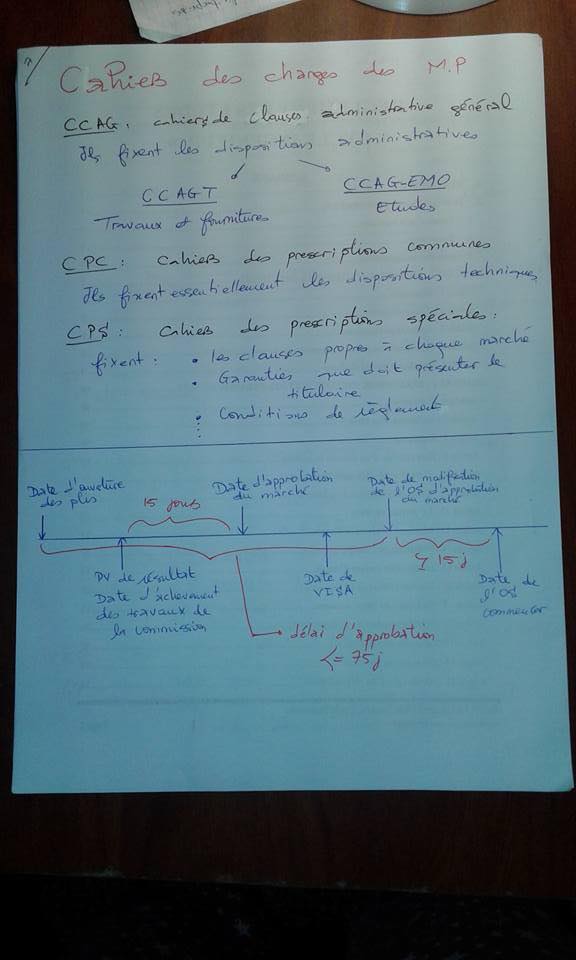 Cahiers des charges des M.P
CCAG : cahiers de clauses administrative général
Ils fixent les dispositions administratives
CCAGT
Travaux et fournitures
CCAG-EMO
Etudes
CPC : Cahiers des prescriptions communes
Ils fixent essentiellement les dispositions techniques
CPS : Cahiers des prescriptions spéciales :
fixent : • les clauses propres à chaque marché
• Garanties que doit présenter le
titulaire
• Conditions de règlement
Date d'ouverture
des plis
15 jours
Date d'approbation
du marché
Date de notification
de l'OS d'approbation
du marché
PV de résultat
Date d'achèvement
des travaux de
la commission
Date de
VISA
15j
Date de
l'OS
commencer
délai d'approbation
<= 75j